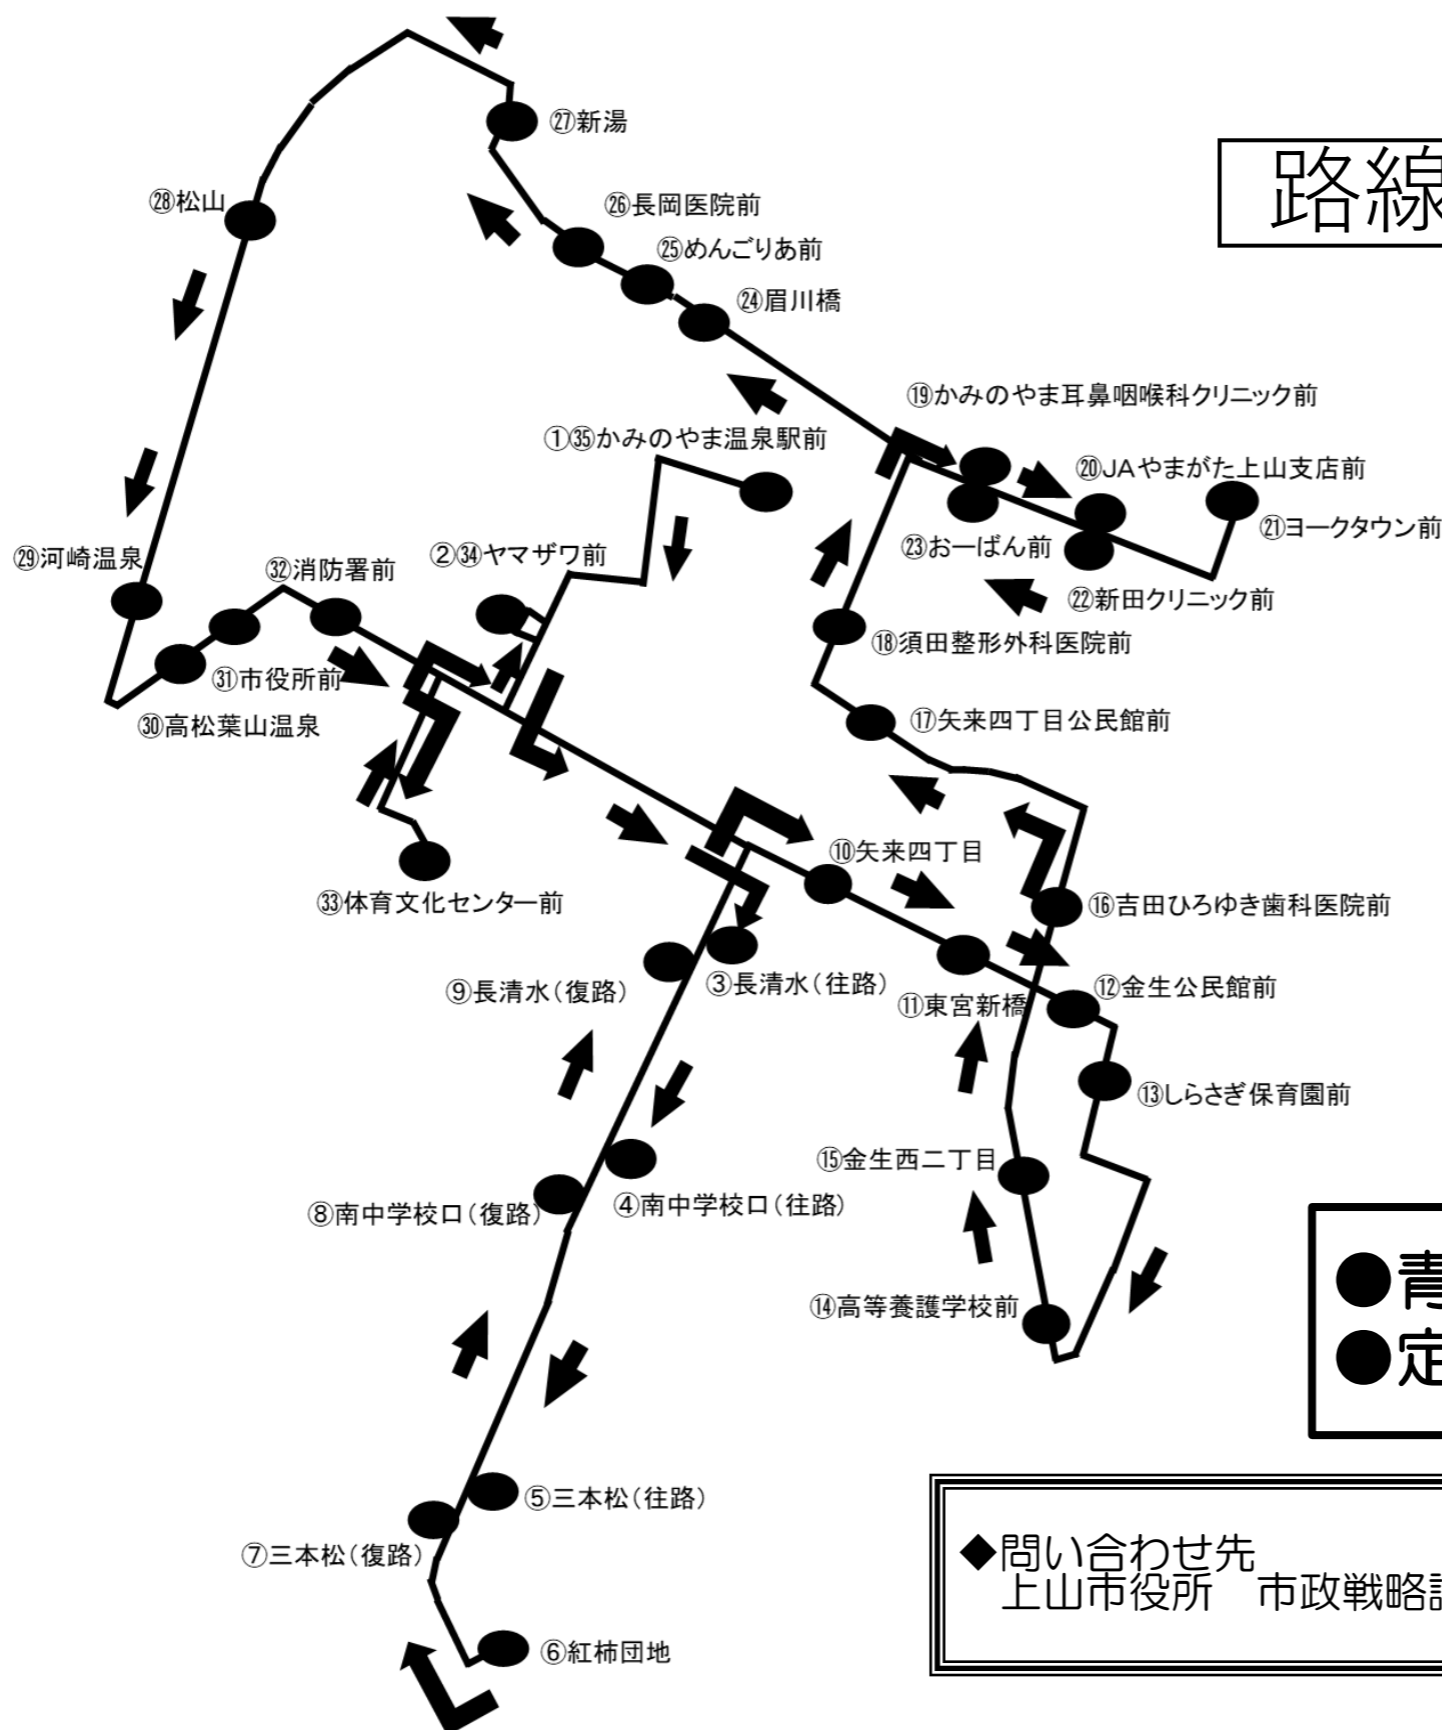 ㉗新湯
路線
㉘松山
㉖長岡医院前
㉕めんごりあ前
㉔眉川橋
⑲かみのやま耳鼻咽喉科クリニック前
①㉟かみのやま温泉駅前
⑳JAやまがた上山支店前
㉑ヨークタウン前
㉓おーばん前
②㉞ヤマザワ前
㉙河崎温泉
㉜消防署前
㉒新田クリニック前
⑱須田整形外科医院前
㉛市役所前
㉚高松葉山温泉
⑰矢来四丁目公民館前
⑩矢来四丁目
㉝体育文化センター前
⑯吉田ひろゆき歯科医院前
⑨長清水(復路)
③長清水(往路)
⑪東宮新橋
⑫金生公民館前
⑬しらさぎ保育園前
⑮金生西二丁目
⑧南中学校口(復路)
④南中学校口(往路)
⑭高等養護学校前
●青
●定
⑤三本松(往路)
⑦三本松(復路)
◆問い合わせ先
上山市役所　市政戦略
⑥紅柿団地